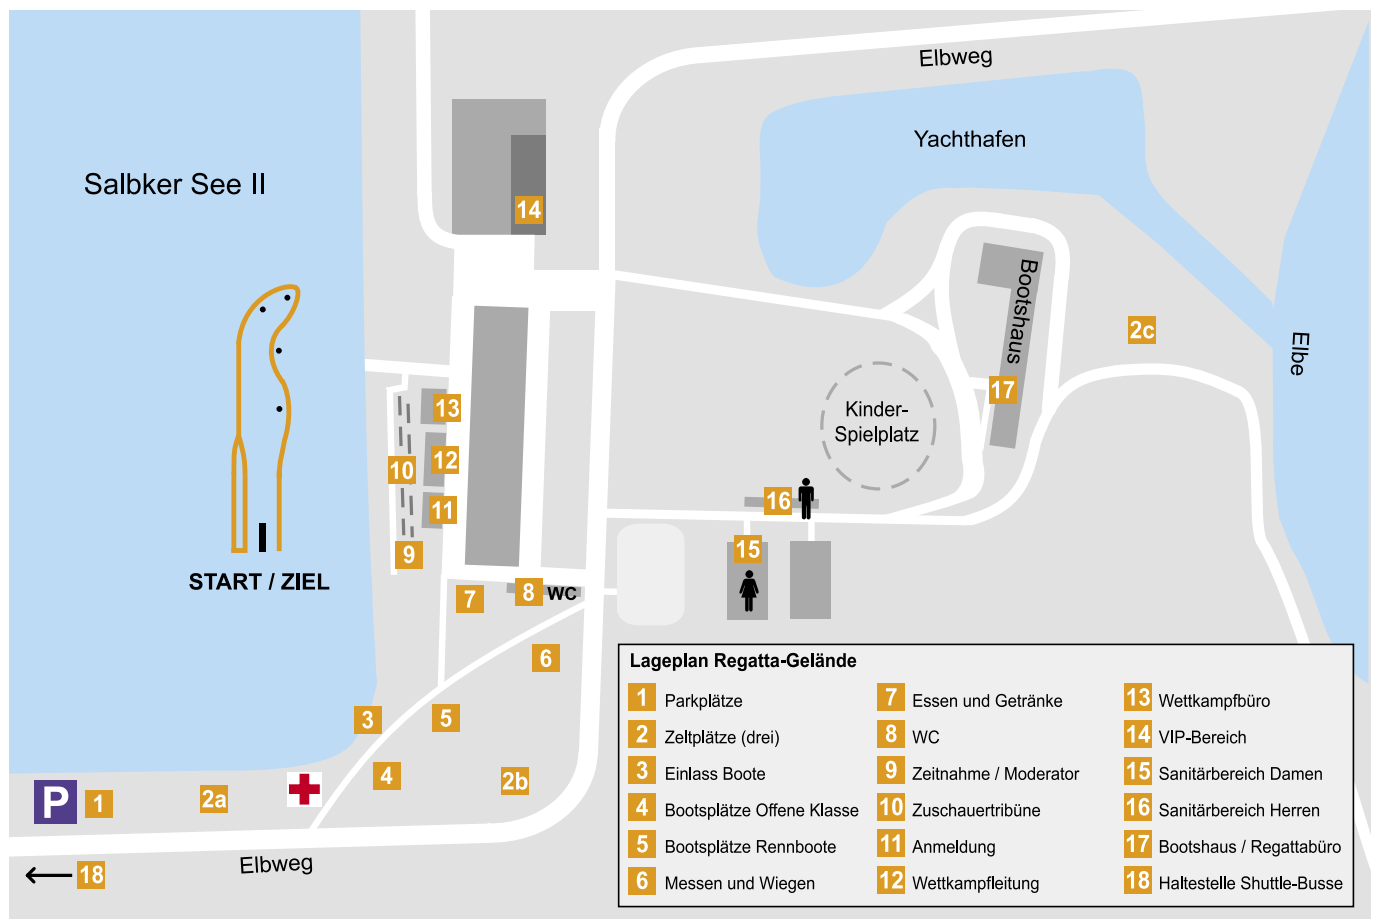 Elbweg
Yachthafen
Salbker See II
14
Bootshaus
2c
Elbe
17
13
Kinder-
Spielplatz
12
10
16
11
9
15
START / ZIEL
7
8 WC
6
3
5
4
2b
P 1
2a
Elbweg
18
Lageplan Regatta-Gelände
1 Parkplätze
2 Zeltplätze (drei)
3 Einlass Boote
4 Bootsplätze Offene Klasse
5 Bootsplätze Rennboote
6 Messen und Wiegen
7 Essen und Getränke
8 WC
9 Zeitnahme / Moderator
10 Zuschauertribüne
11 Anmeldung
12 Wettkampfleitung
13 Wettkampfbüro
14 VIP-Bereich
15 Sanitärbereich Damen
16 Sanitärbereich Herren
17 Bootshaus / Regattabüro
18 Haltestelle Shuttle-Busse